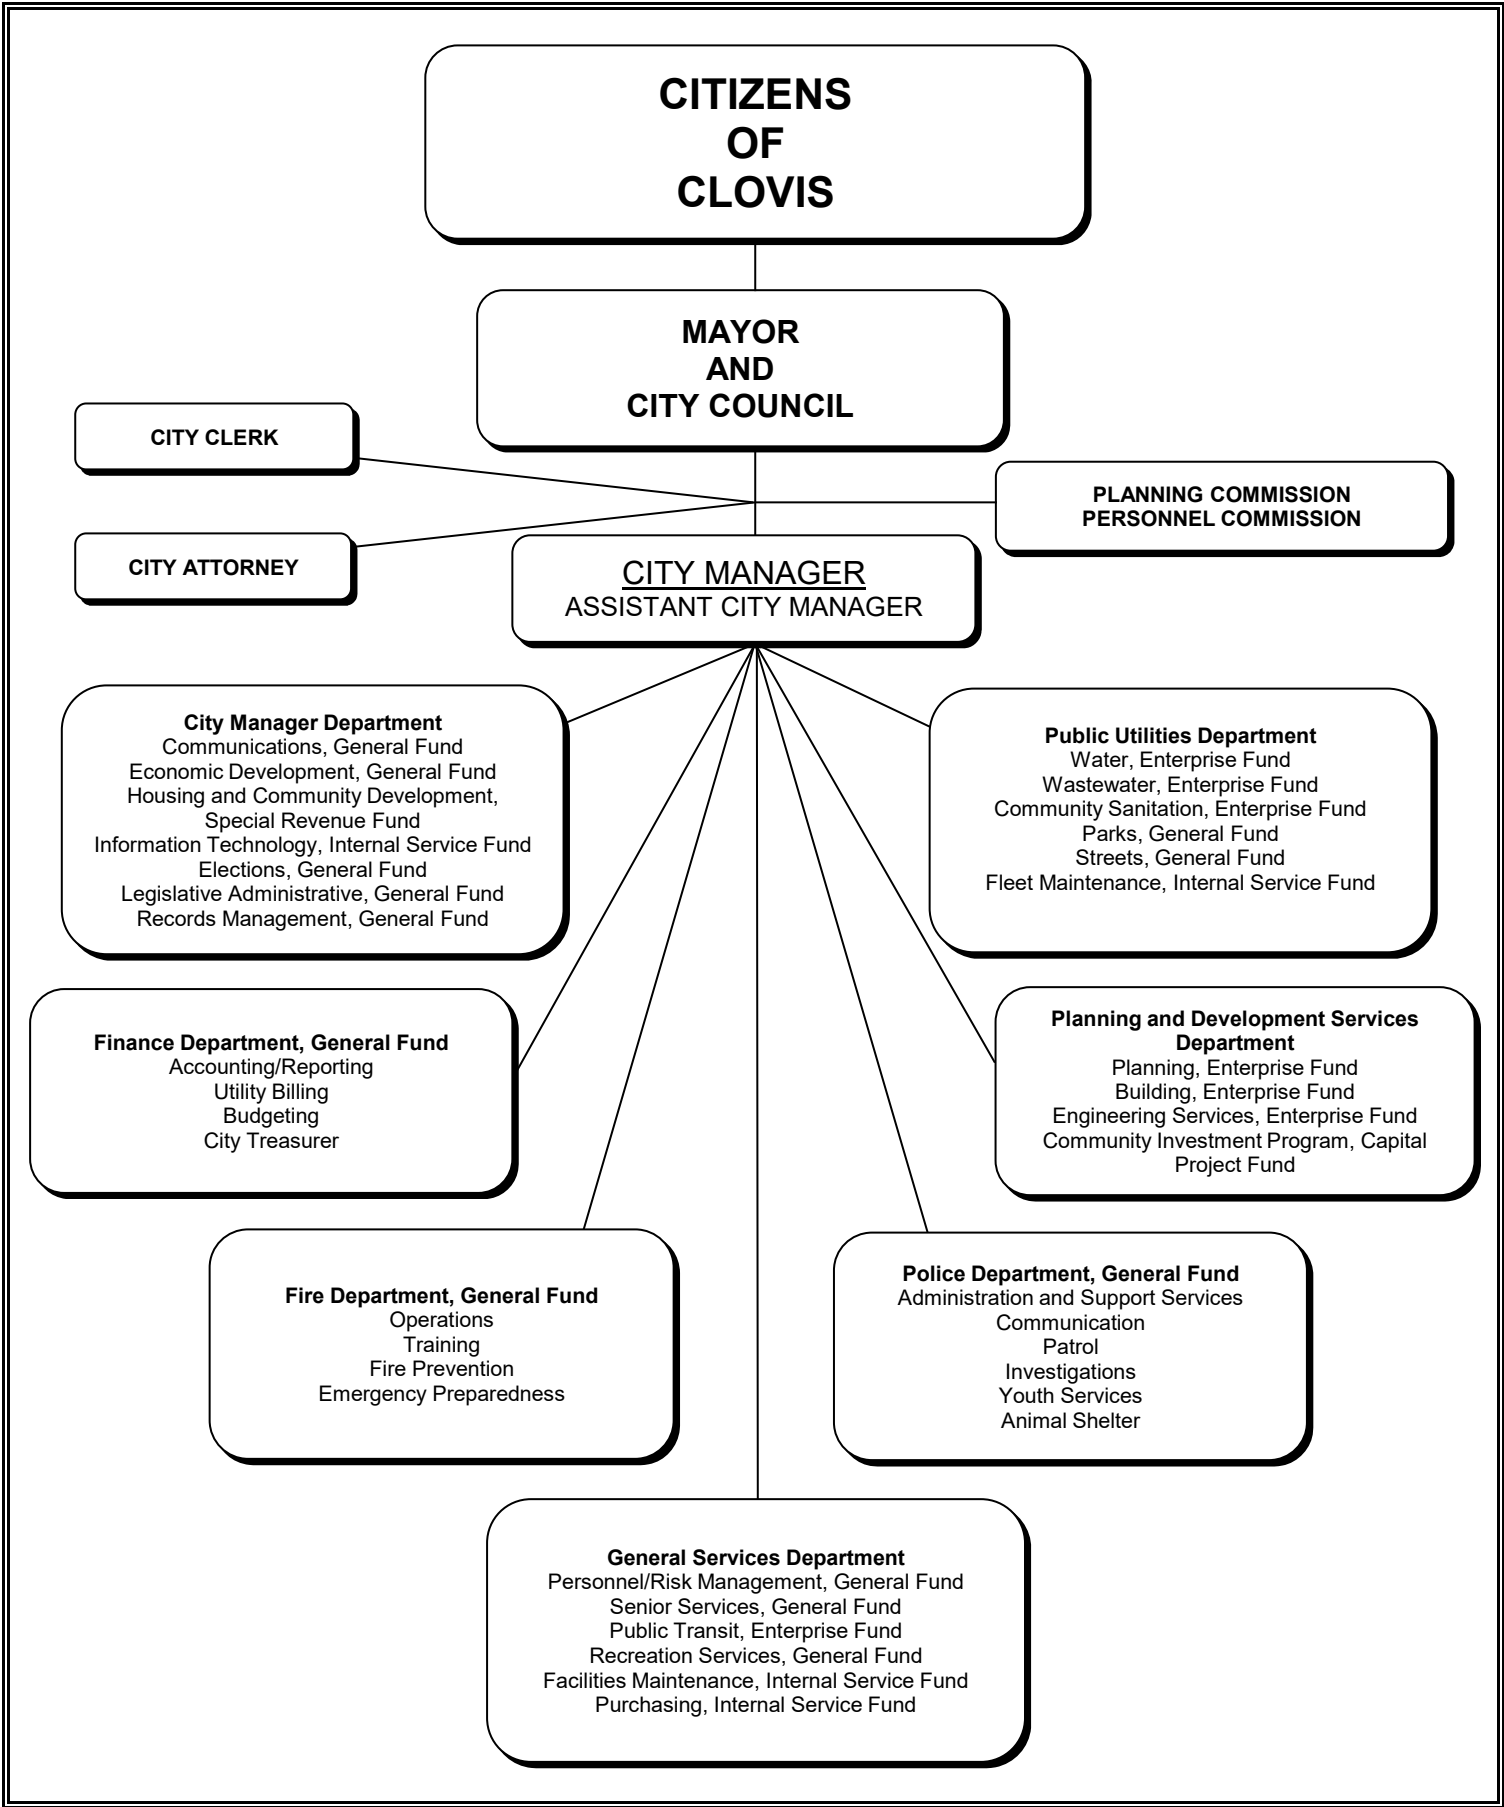 CITIZENS
OF
CLOVIS
MAYOR
AND
CITY COUNCIL
CITY CLERK
PLANNING COMMISSION
PERSONNEL COMMISSION
CITY ATTORNEY
CITY MANAGER
ASSISTANT CITY MANAGER
City Manager Department
Communications, General Fund
Economic Development, General Fund
Housing and Community Development,
Special Revenue Fund
Information Technology, Internal Service Fund
Elections, General Fund
Legislative Administrative, General Fund
Records Management, General Fund
Public Utilities Department
Water, Enterprise Fund
Wastewater, Enterprise Fund
Community Sanitation, Enterprise Fund
Parks, General Fund
Streets, General Fund
Fleet Maintenance, Internal Service Fund
Finance Department, General Fund
Accounting/Reporting
Utility Billing
Budgeting
City Treasurer
Planning and Development Services
Department
Planning, Enterprise Fund
Building, Enterprise Fund
Engineering Services, Enterprise Fund
Community Investment Program, Capital
Project Fund
Fire Department, General Fund
Operations
Training
Fire Prevention
Emergency Preparedness
Police Department, General Fund
Administration and Support Services
Communication
Patrol
Investigations
Youth Services
Animal Shelter
General Services Department
Personnel/Risk Management, General Fund
Senior Services, General Fund
Public Transit, Enterprise Fund
Recreation Services, General Fund
Facilities Maintenance, Internal Service Fund
Purchasing, Internal Service Fund